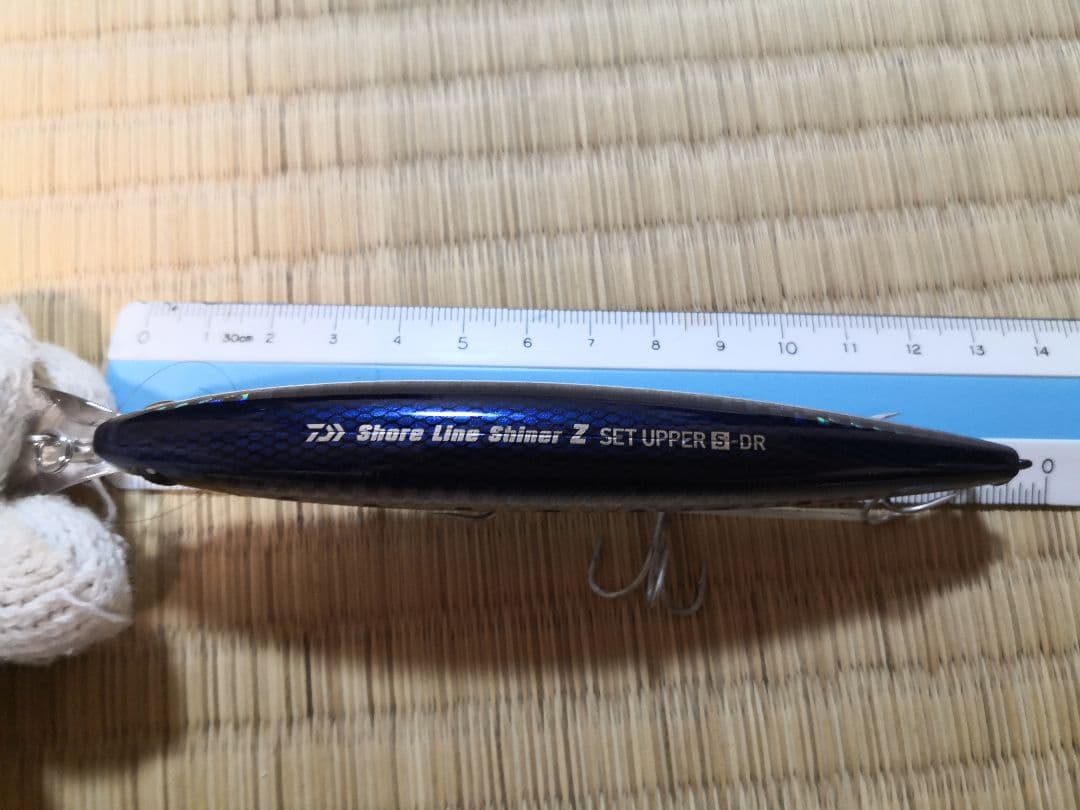 0 1 30cm 2 3 4 5 6 7 8 9 10 11 12 13 14
Shore Line Shiner Z SET UPPER S-DR
0